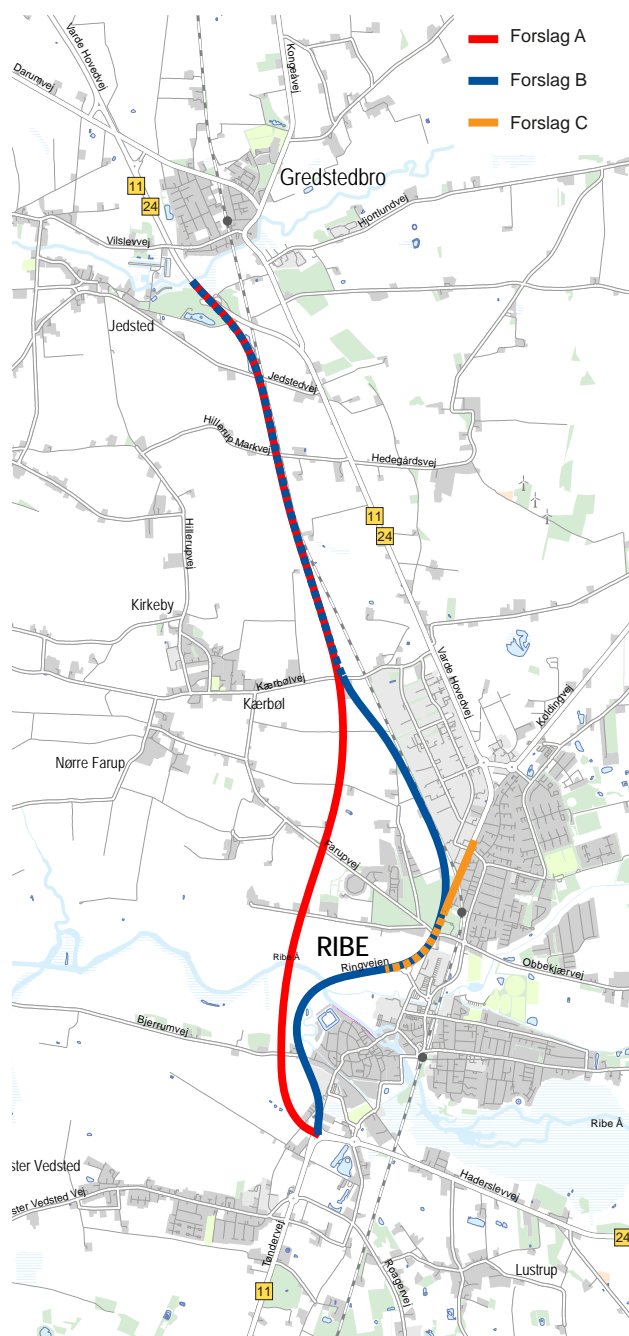 Forslag A
Forslag B
Forslag C
Varde Hovedvej
Kongeåvej
Darumvej
Gredstedbro
11
24
Hjortlundvej
Vilslevvej
Jedsted
Jedstedvej
Hillerup Markvej
Hedegårdsvej
11
24
Hillerupvej
Kirkeby
Varde Hovedvej
Kærbølvej
Kærbøl
Koldingvej
Nørre Farup
Farupvej
RIBE
Ribe Å
Ringvejen
Obbekjærvej
Bjerrumvej
Ribe Å
ster Vedsted
Haderslevvej
ster Vedsted Vej
Tøndervej
24
Roagervej
Lustrup
11